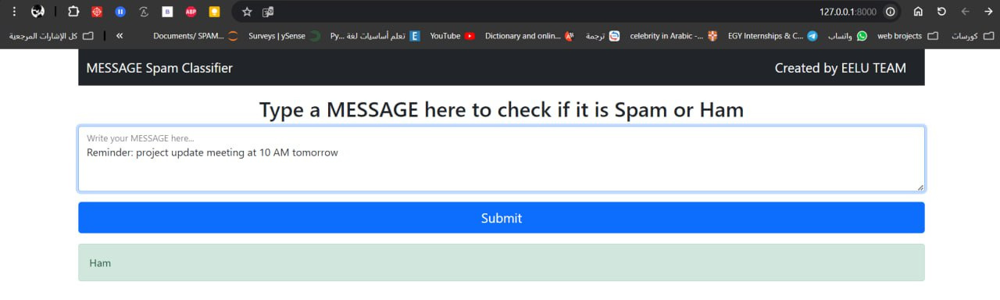 127.0.0.1:8000
كل الإشارات المرجعية
»
Documents/ SPAM...
Surveys | ySense
تعلم أساسيات لغة Py...
YouTube
Dictionary and onlin...
ترجمة
celebrity in Arabic -...
EGY Internships & C...
واتساب
web brojects
كورسات
MESSAGE Spam Classifier
Created by EELU TEAM
Type a MESSAGE here to check if it is Spam or Ham
Write your MESSAGE here...
Reminder: project update meeting at 10 AM tomorrow
Submit
Ham